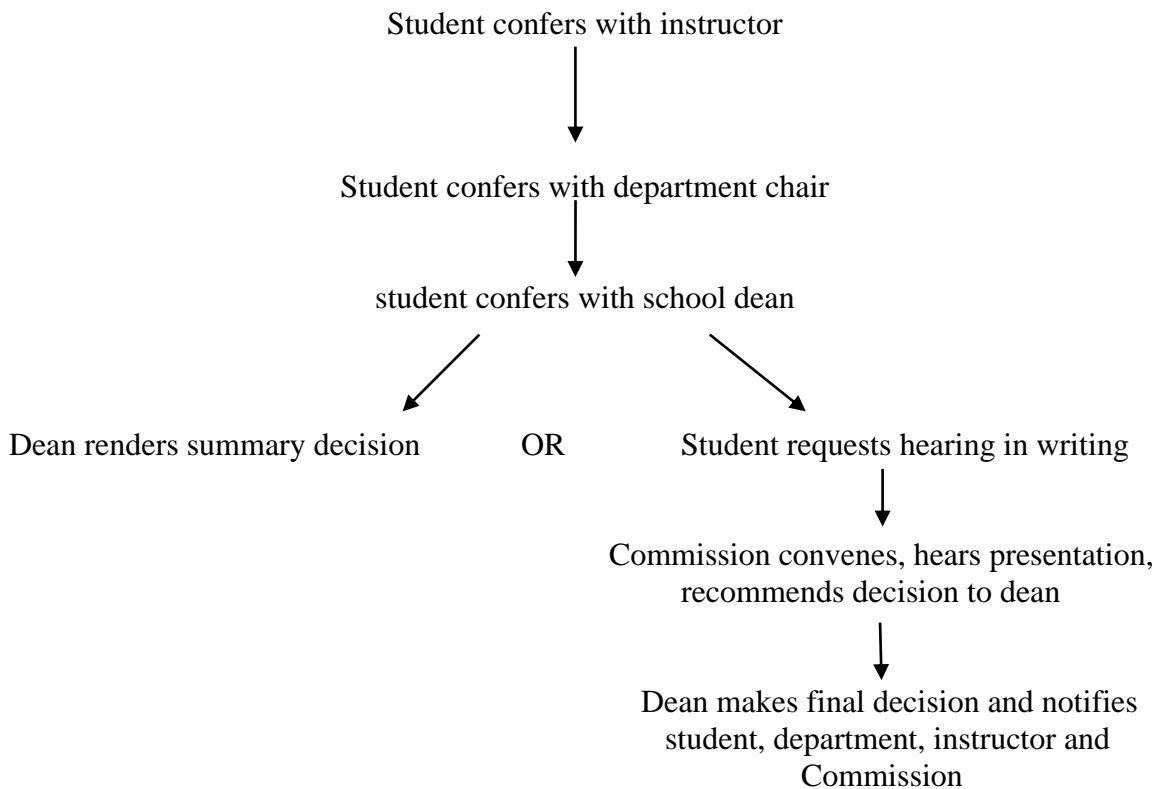 Student confers with instructor
Student confers with department chair
student confers with school dean
Dean renders summary decision OR Student requests hearing in writing
Commission convenes, hears presentation,
recommends decision to dean
Dean makes final decision and notifies
student, department, instructor and
Commission